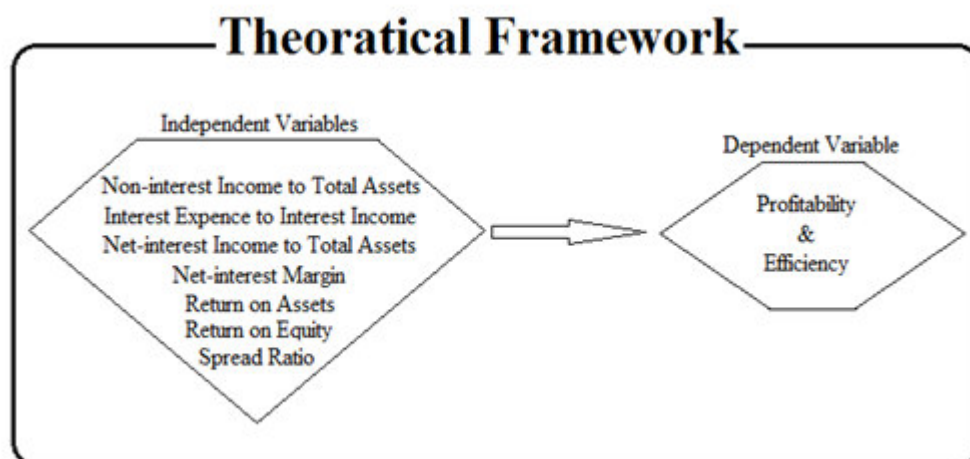 Theoratical Framework
Independent Variables
Non-interest Income to Total Assets
Interest Expence to Interest Income
Net-interest Income to Total Assets
Net-interest Margin
Return on Assets
Return on Equity
Spread Ratio
Dependent Variable
Profitability
&
Efficiency